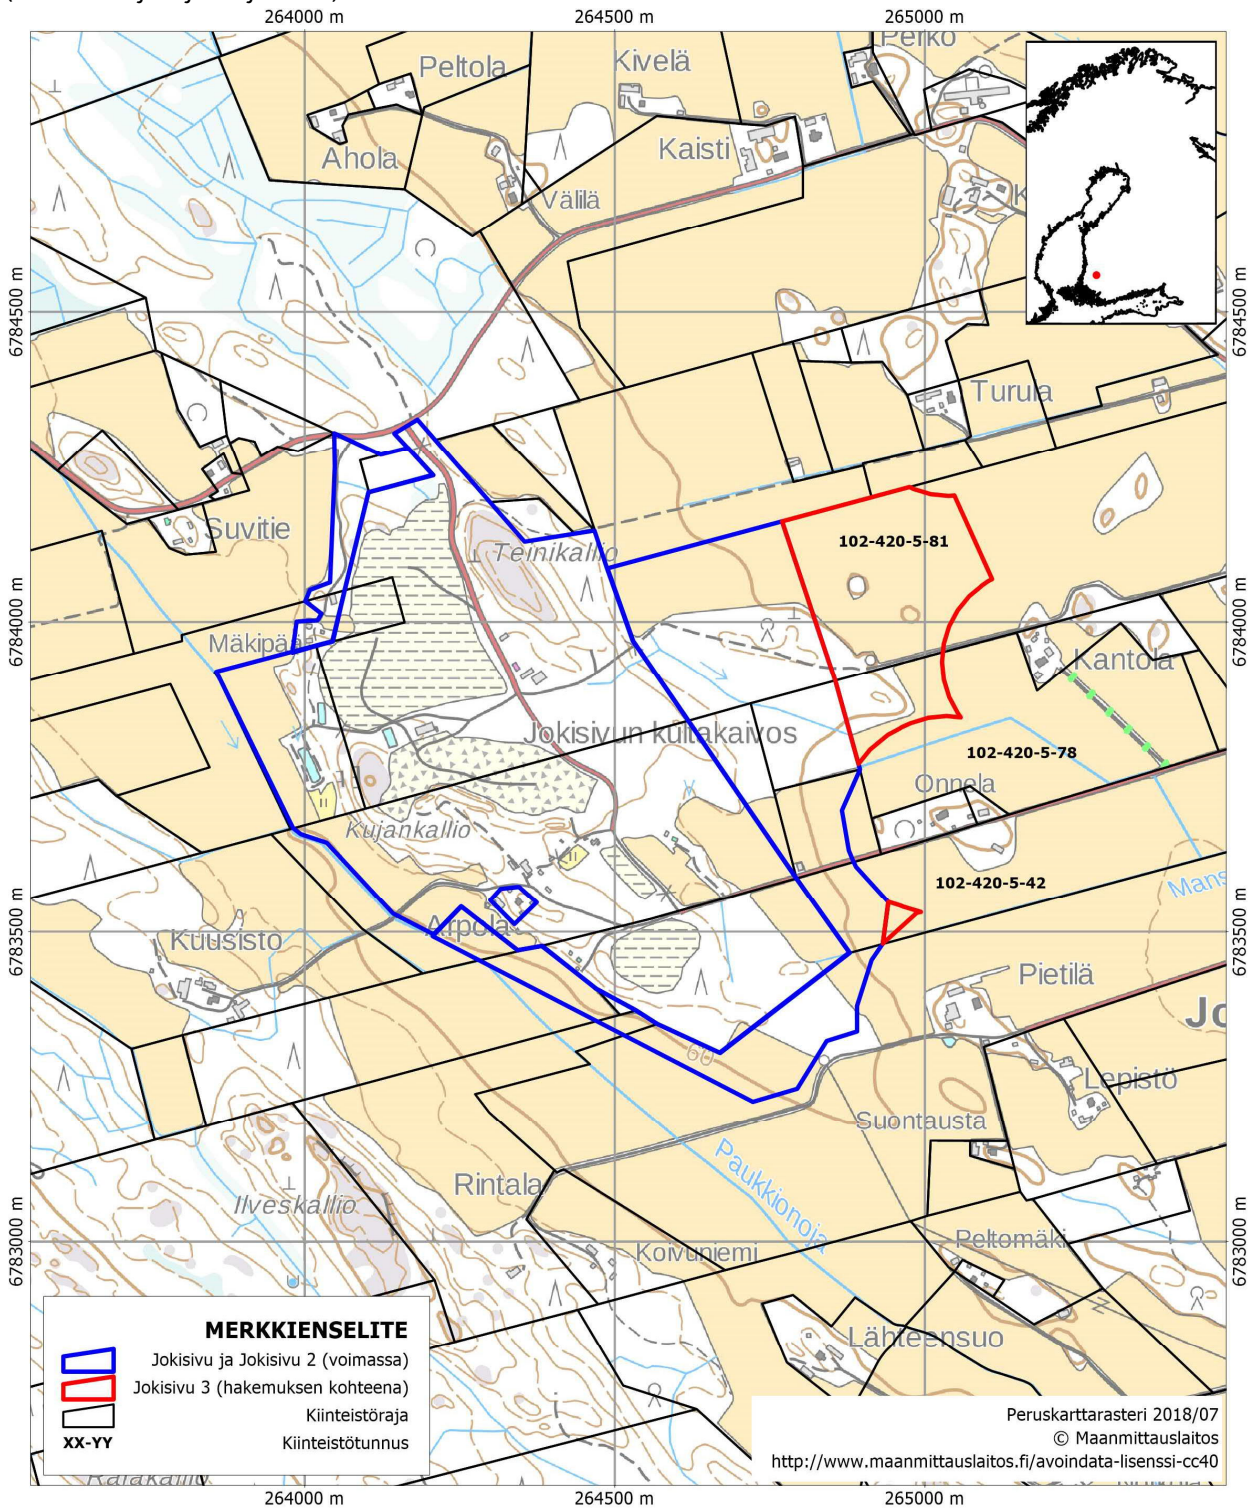 264000 m
264500 m
265000 m
Peltola
Kivelä
Perko
Ahola
Kaisti
Välilä
K
6784500 m
6784500 m
Turula
Suvitie
Teinikallio
102-420-5-81
6784000 m
6784000 m
Mäkipää
Kantola
Jokisivun kultakaivos
102-420-5-78
Onnela
Kujankallio
102-420-5-42
Mans
Arpola
6783500 m
6783500 m
Kuusisto
Pietilä
Jo
60
Lepistö
Suontausta
Paukkionoja
Rintala
Ilveskallio
6783000 m
6783000 m
Koivuniemi
Peltomäki
Lähteensuo
MERKKIENSELITE
Jokisivu ja Jokisivu 2 (voimassa)
Jokisivu 3 (hakemuksen kohteena)
Kiinteistöraja
XX-YY Kiinteistötunnus
Peruskarttarasteri 2018/07
© Maanmittauslaitos
http://www.maanmittauslaitos.fi/avoindata-lisenssi-cc40
264000 m
264500 m
265000 m